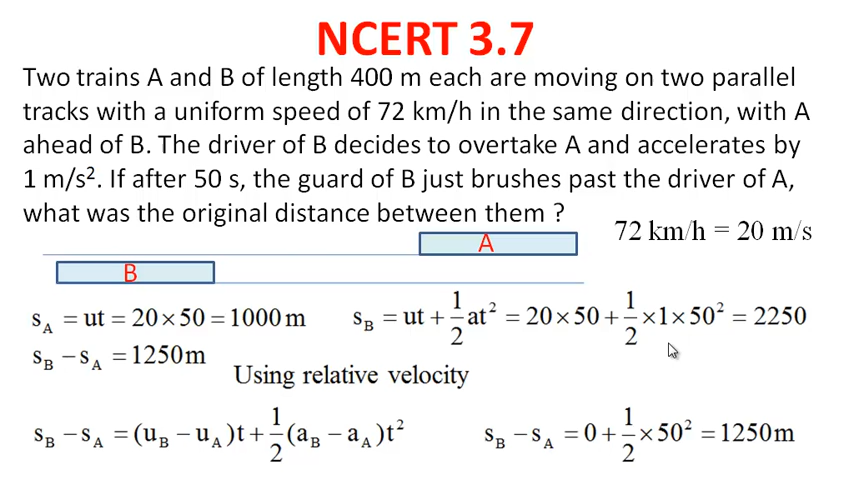 NCERT 3.7
Two trains A and B of length 400 m each are moving on two parallel
tracks with a uniform speed of 72 km/h in the same direction, with A
ahead of B. The driver of B decides to overtake A and accelerates by
1 m/s². If after 50 s, the guard of B just brushes past the driver of A,
what was the original distance between them ?
72 km/h = 20 m/s
A
B
s_A = ut = 20 × 50 = 1000 m
s_B = ut + 1/2 at² = 20 × 50 + 1/2 × 1 × 50² = 2250
s_B − s_A = 1250m
Using relative velocity
s_B − s_A = (u_B − u_A)t + 1/2 (a_B − a_A)t²
s_B − s_A = 0 + 1/2 × 50² = 1250m